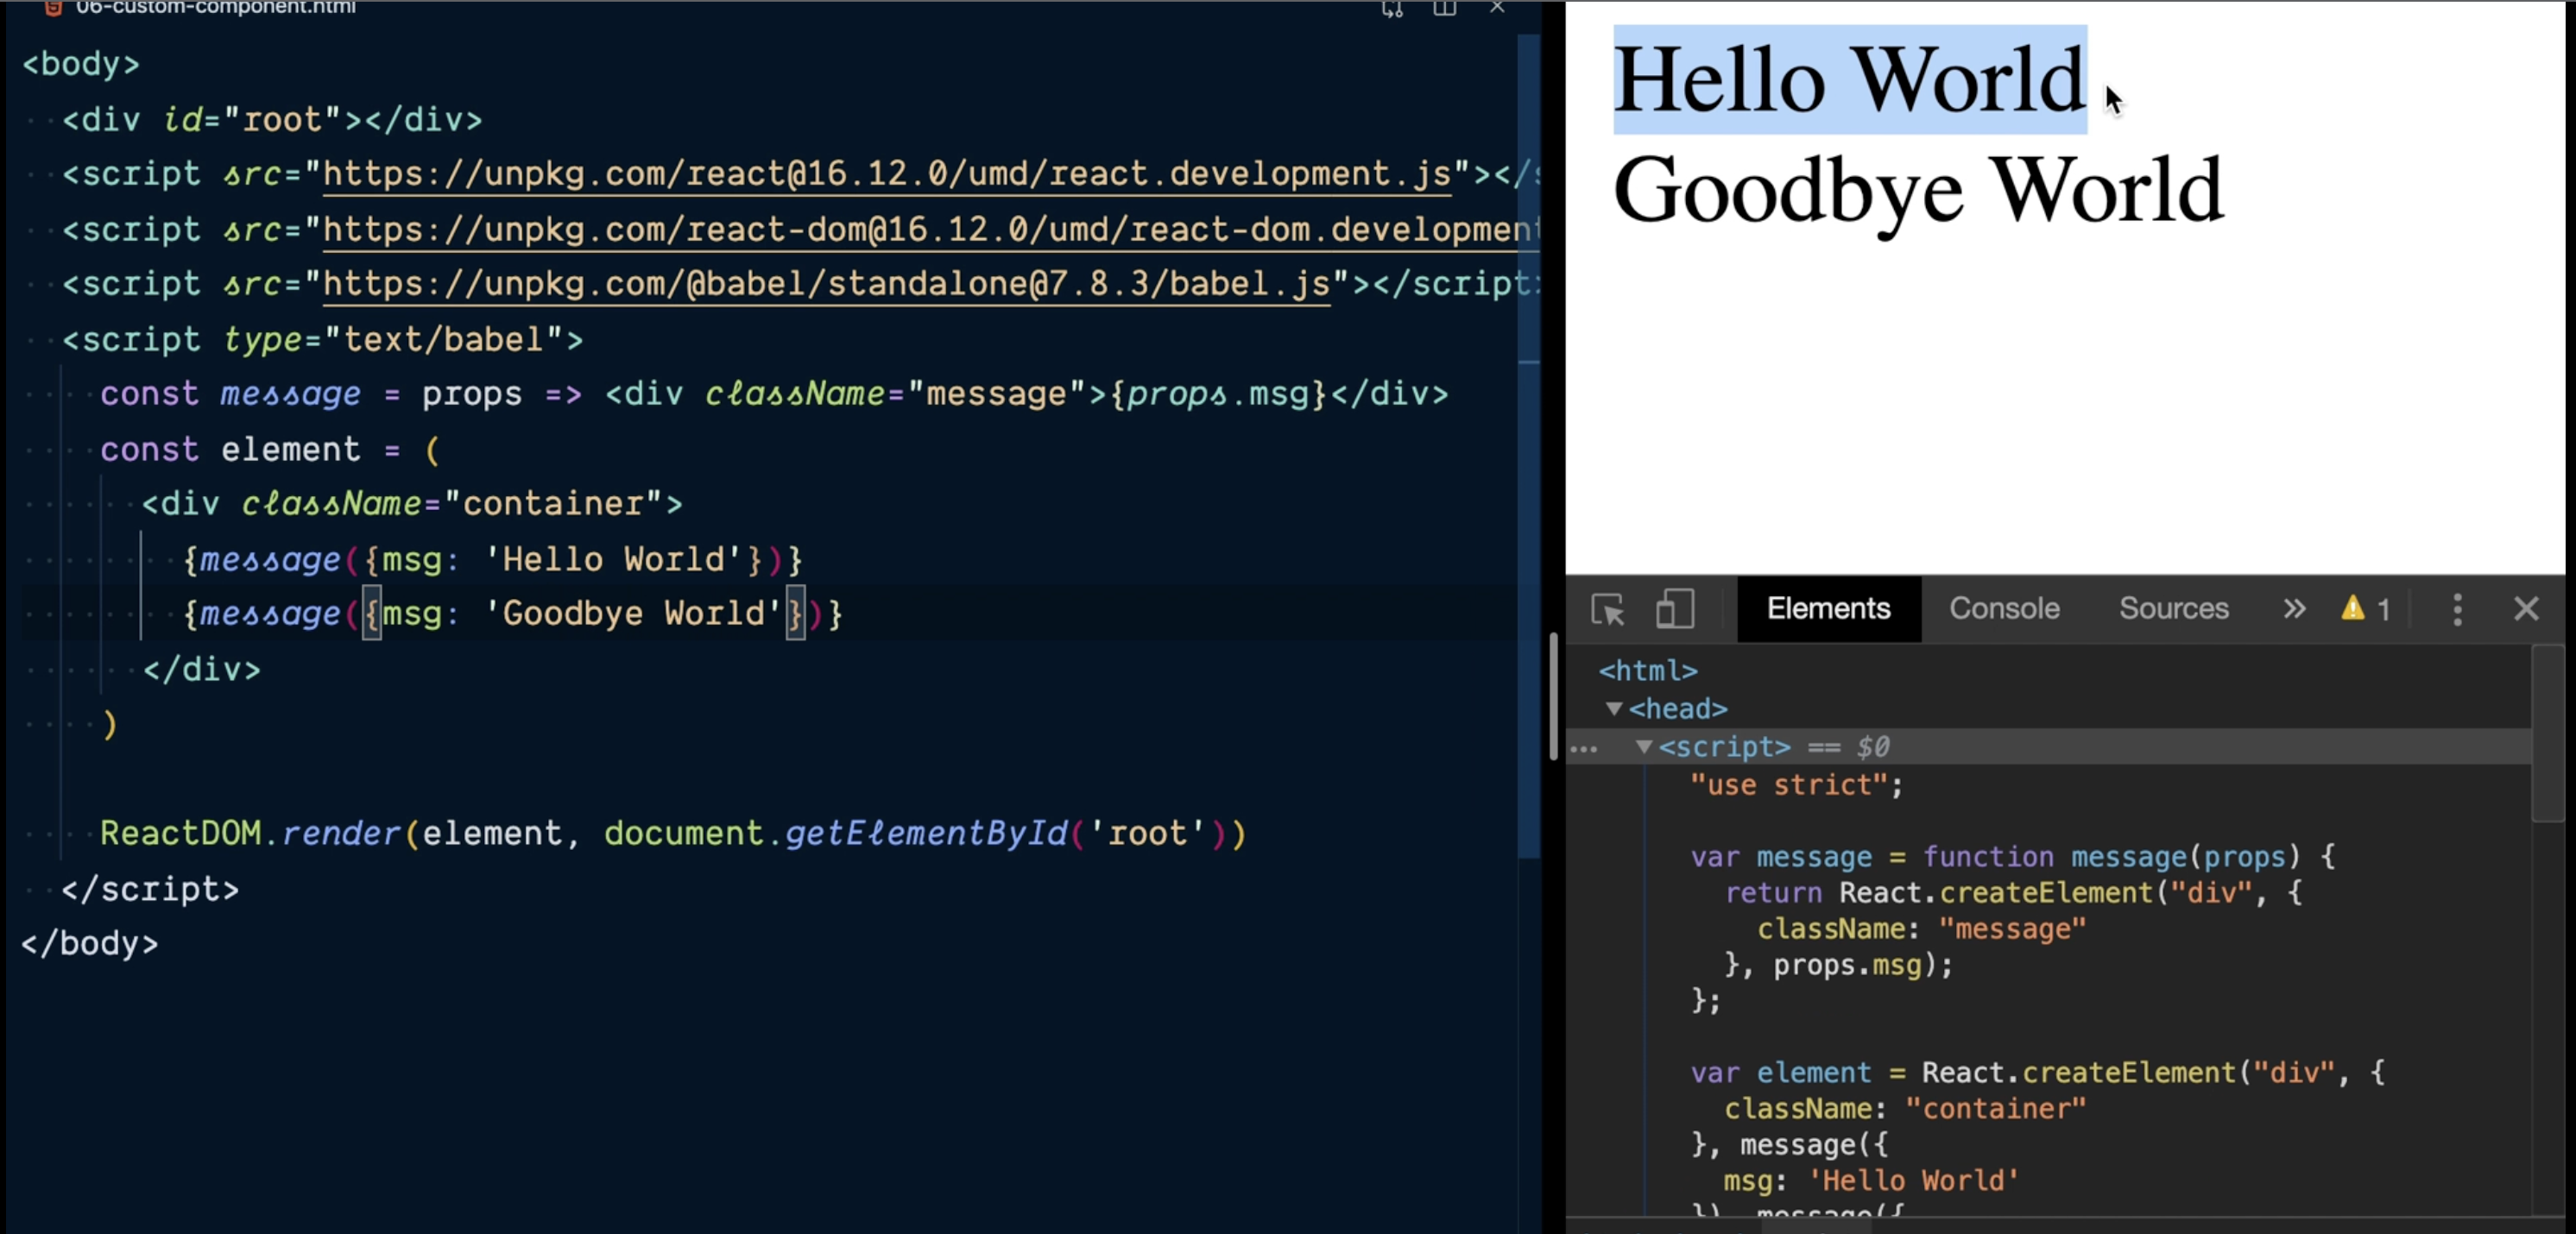 06-custom-component.html
<body>
<div id="root"></div>
<script src="https://unpkg.com/react@16.12.0/umd/react.development.js"></
<script src="https://unpkg.com/react-dom@16.12.0/umd/react-dom.developmen
<script src="https://unpkg.com/@babel/standalone@7.8.3/babel.js"></script>
<script type="text/babel">
const message = props => <div className="message">{props.msg}</div>
const element = (
<div className="container">
{message({msg: 'Hello World'})}
{message({msg: 'Goodbye World'})}
</div>
)
ReactDOM.render(element, document.getElementById('root'))
</script>
</body>
Hello World
Goodbye World
Elements Console Sources » 1
<html>
<head>
<script> == $0
"use strict";
var message = function message(props) {
return React.createElement("div", {
className: "message"
}, props.msg);
};
var element = React.createElement("div", {
className: "container"
}, message({
msg: 'Hello World'
}), message({